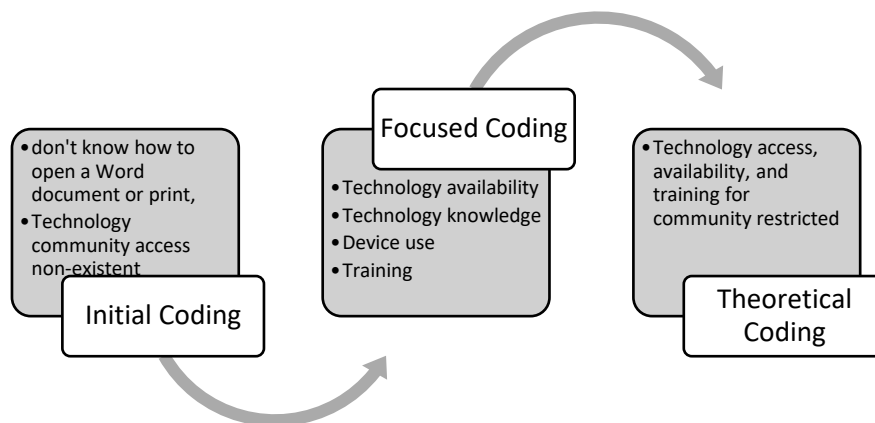 •don't know how to
open a Word
document or print,
•Technology
community access
non-existent
Initial Coding
Focused Coding
•Technology availability
•Technology knowledge
•Device use
•Training
•Technology access,
availability, and
training for
community restricted
Theoretical
Coding